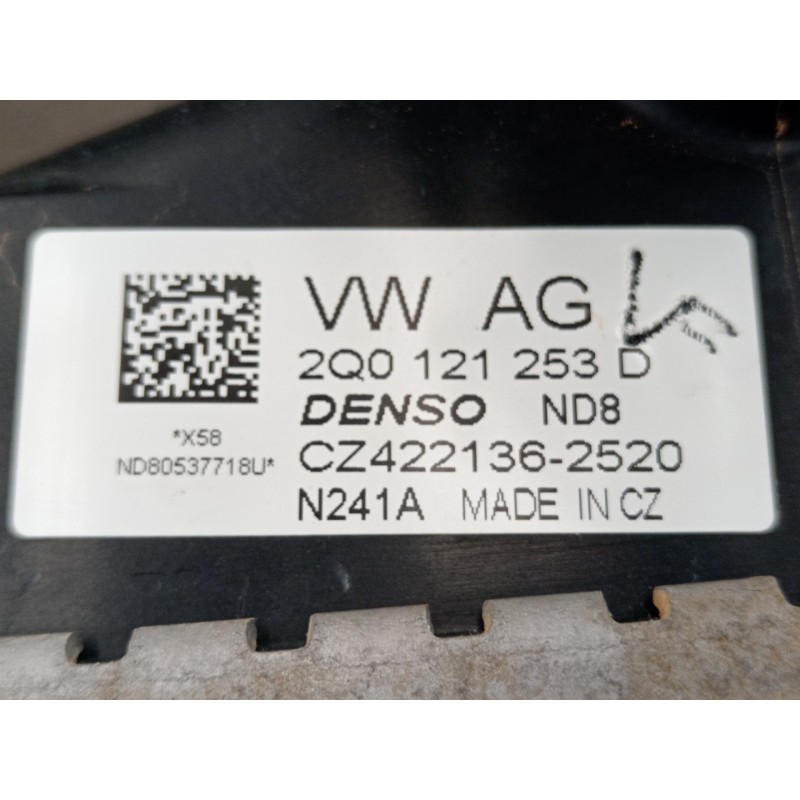 VW AG
2Q0 121 253 D
DENSO ND8
*X58
ND80537718U*
CZ422136-2520
N241A MADE IN CZ